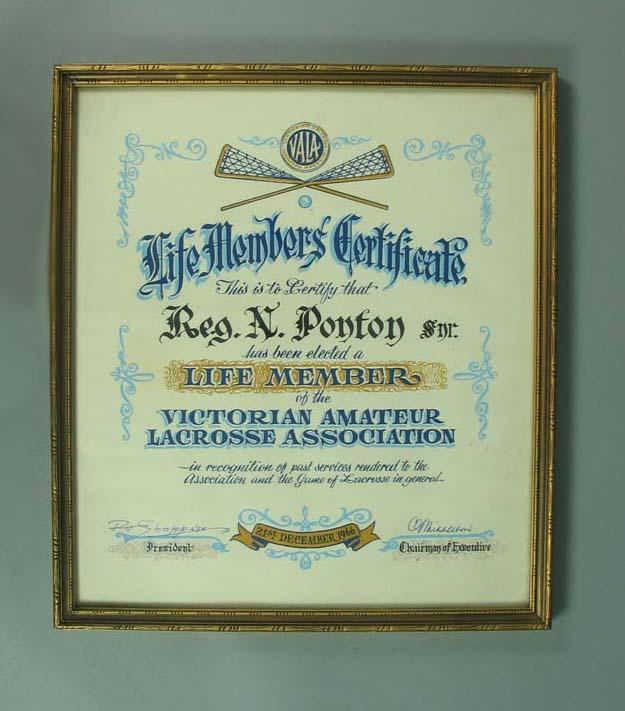 VALA
Life Members' Certificate
This is to Certify that
Reg. N. Ponton Snr.
has been elected a
LIFE MEMBER
of the
VICTORIAN AMATEUR
LACROSSE ASSOCIATION
in recognition of past services rendered to the
Association and the Game of Lacrosse in general
21st DECEMBER 1966
President
Chairman of Executive